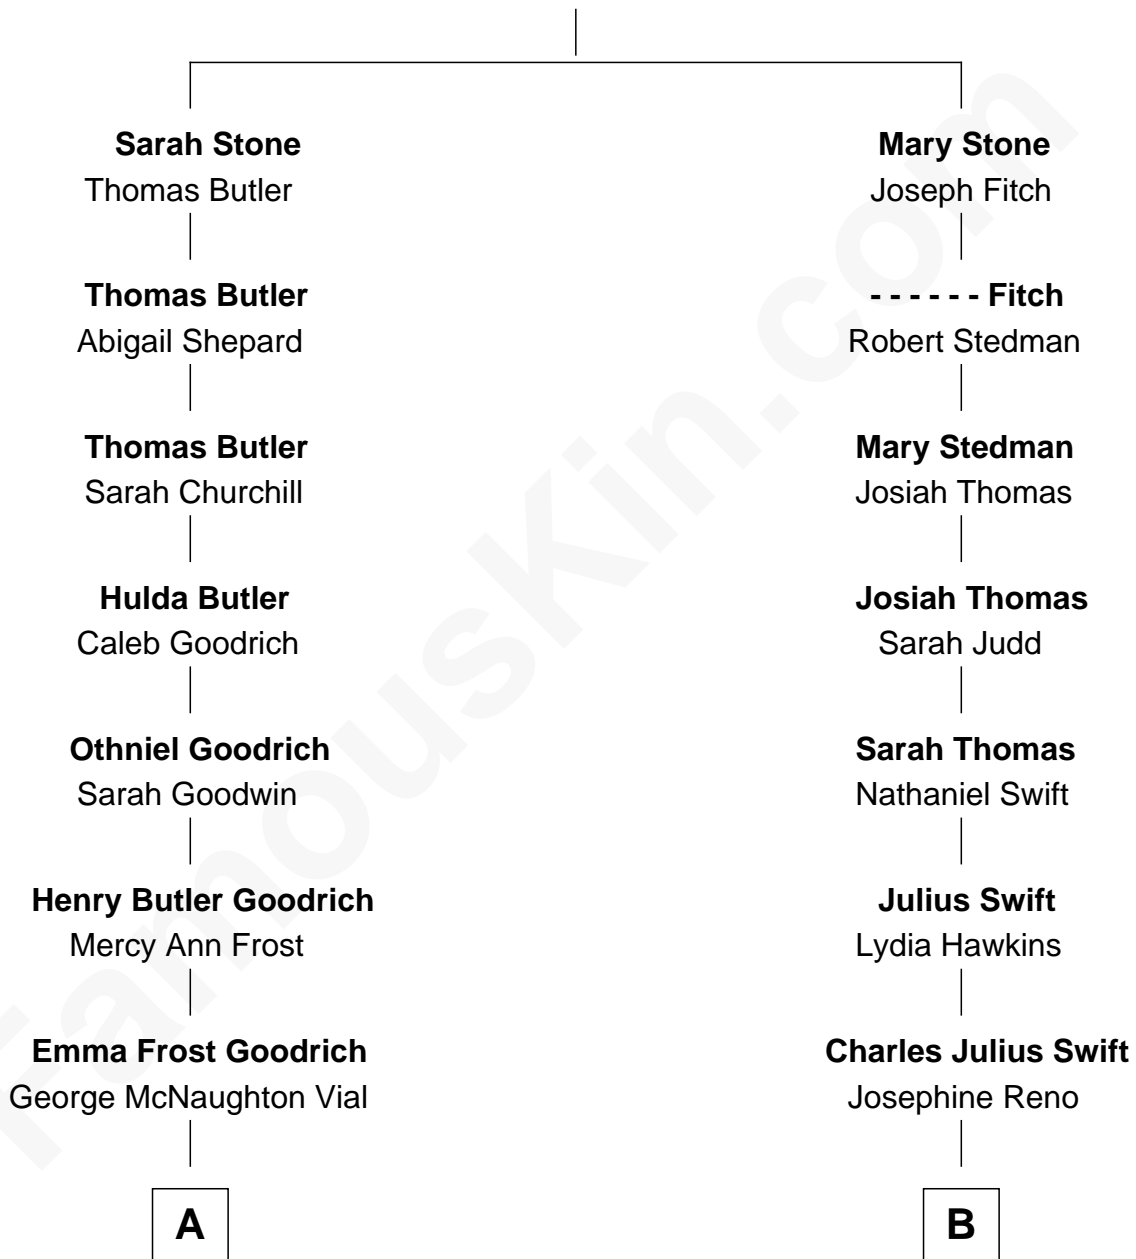 Sarah Stone
Thomas Butler
Mary Stone
Joseph Fitch
Thomas Butler
Abigail Shepard
- - - - - - Fitch
Robert Stedman
Thomas Butler
Sarah Churchill
Mary Stedman
Josiah Thomas
Hulda Butler
Caleb Goodrich
Josiah Thomas
Sarah Judd
Othniel Goodrich
Sarah Goodwin
Sarah Thomas
Nathaniel Swift
Henry Butler Goodrich
Mercy Ann Frost
Julius Swift
Lydia Hawkins
Emma Frost Goodrich
George McNaughton Vial
Charles Julius Swift
Josephine Reno
A
B
FamousKin.com